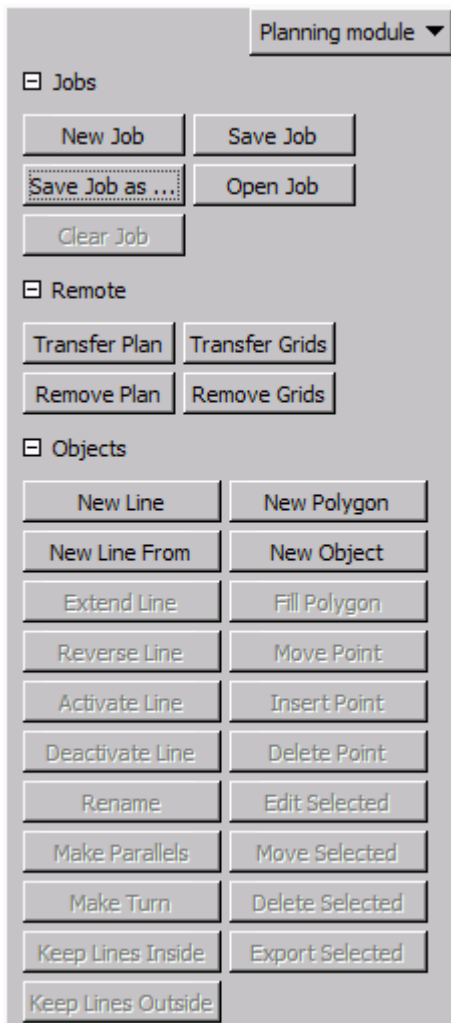 Planning module
Jobs
New Job Save Job
Save Job as ... Open Job
Clear Job
Remote
Transfer Plan Transfer Grids
Remove Plan Remove Grids
Objects
New Line New Polygon
New Line From New Object
Extend Line Fill Polygon
Reverse Line Move Point
Activate Line Insert Point
Deactivate Line Delete Point
Rename Edit Selected
Make Parallels Move Selected
Make Turn Delete Selected
Keep Lines Inside Export Selected
Keep Lines Outside